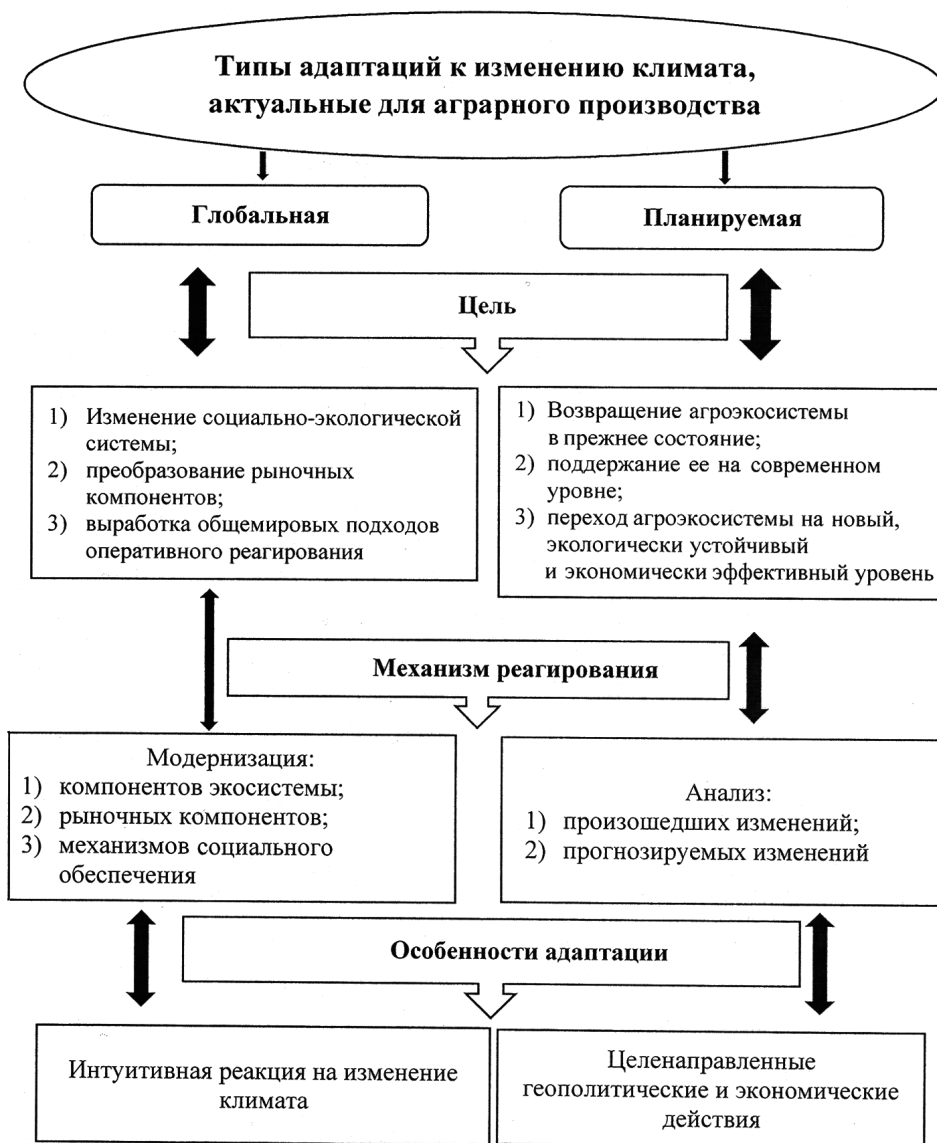 Типы адаптаций к изменению климата,
актуальные для аграрного производства
Глобальная
Планируемая
Цель
1) Изменение социально-экологической
системы;
2) преобразование рыночных
компонентов;
3) выработка общемировых подходов
оперативного реагирования
1) Возвращение агроэкосистемы
в прежнее состояние;
2) поддержание ее на современном
уровне;
3) переход агроэкосистемы на новый,
экологически устойчивый
и экономически эффективный уровень
Механизм реагирования
Модернизация:
1) компонентов экосистемы;
2) рыночных компонентов;
3) механизмов социального
обеспечения
Анализ:
1) произошедших изменений;
2) прогнозируемых изменений
Особенности адаптации
Интуитивная реакция на изменение
климата
Целенаправленные
геополитические и экономические
действия